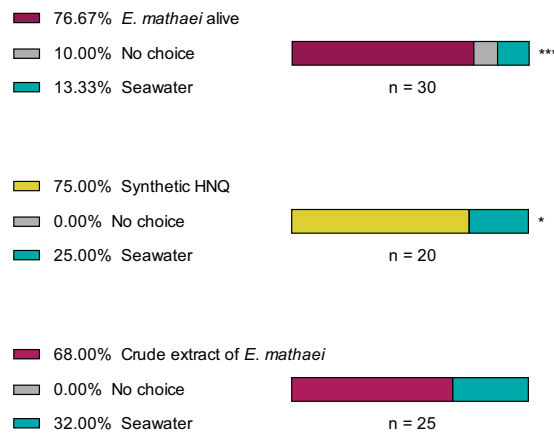 76.67% E. mathaei alive
10.00% No choice
***
13.33% Seawater
n = 30
75.00% Synthetic HNQ
0.00% No choice
*
25.00% Seawater
n = 20
68.00% Crude extract of E. mathaei
0.00% No choice
32.00% Seawater
n = 25